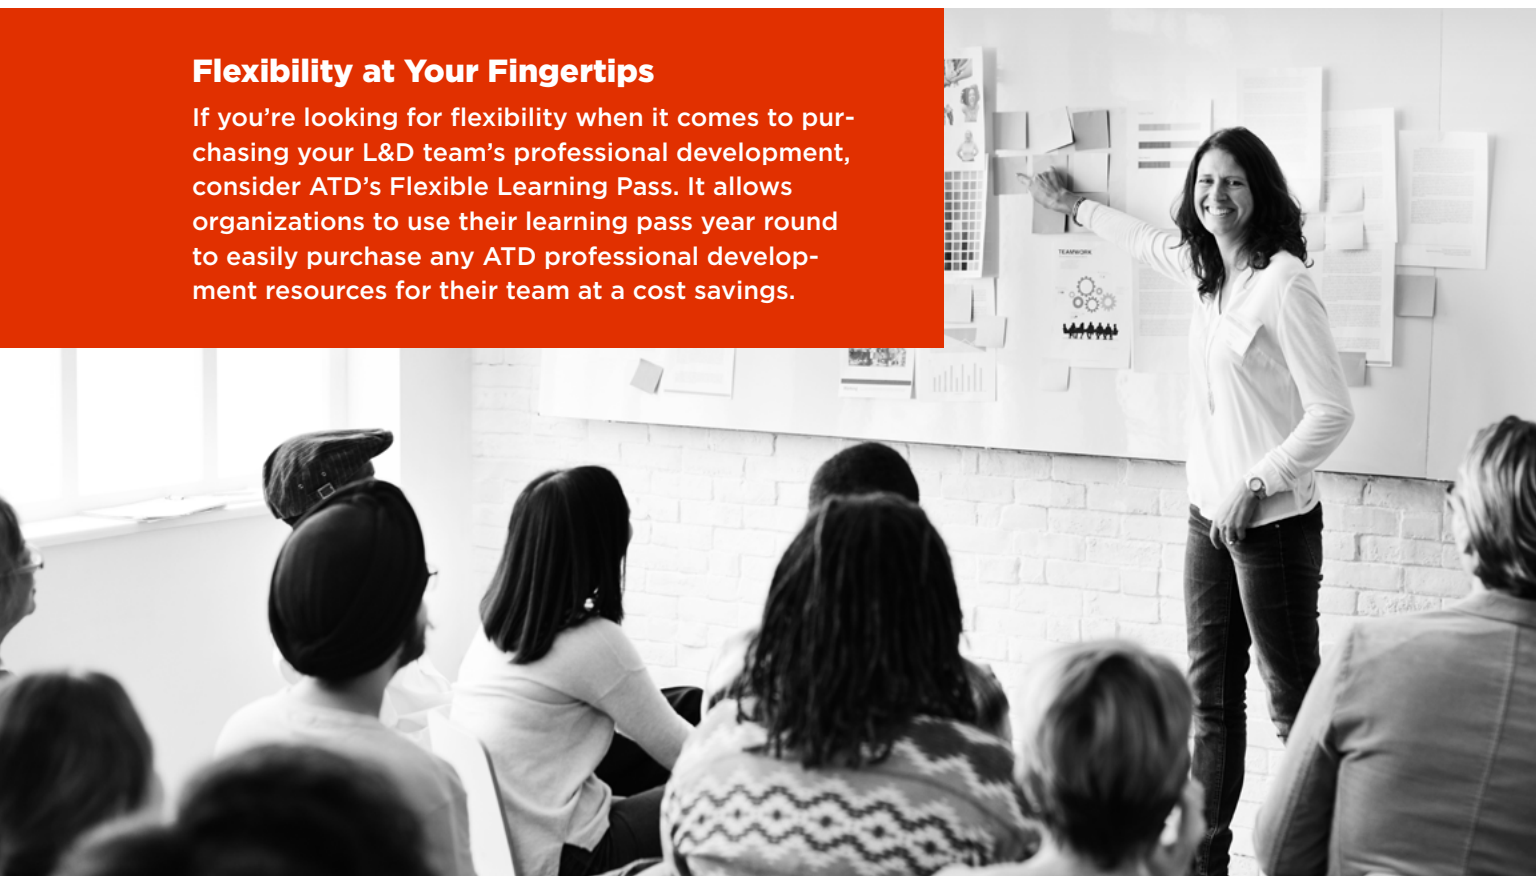 Flexibility at Your Fingertips
If you’re looking for flexibility when it comes to pur-
chasing your L&D team’s professional development,
consider ATD’s Flexible Learning Pass. It allows
organizations to use their learning pass year round
to easily purchase any ATD professional develop-
ment resources for their team at a cost savings.
TEAMWORK